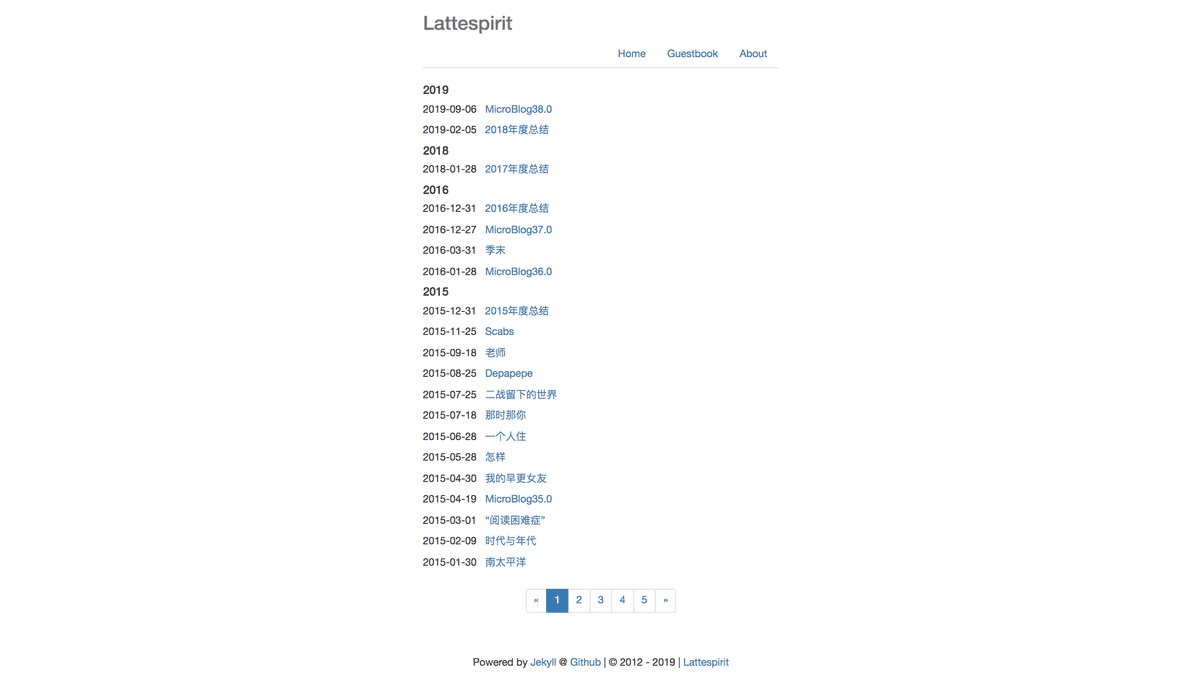 Lattespirit
Home Guestbook About
2019
2019-09-06 MicroBlog38.0
2019-02-05 2018年度总结
2018
2018-01-28 2017年度总结
2016
2016-12-31 2016年度总结
2016-12-27 MicroBlog37.0
2016-03-31 季末
2016-01-28 MicroBlog36.0
2015
2015-12-31 2015年度总结
2015-11-25 Scabs
2015-09-18 老师
2015-08-25 Depapepe
2015-07-25 二战留下的世界
2015-07-18 那时那你
2015-06-28 一个人住
2015-05-28 怎样
2015-04-30 我的早更女友
2015-04-19 MicroBlog35.0
2015-03-01 “阅读困难症”
2015-02-09 时代与年代
2015-01-30 南太平洋
« 1 2 3 4 5 »
Powered by Jekyll @ Github | © 2012 - 2019 | Lattespirit